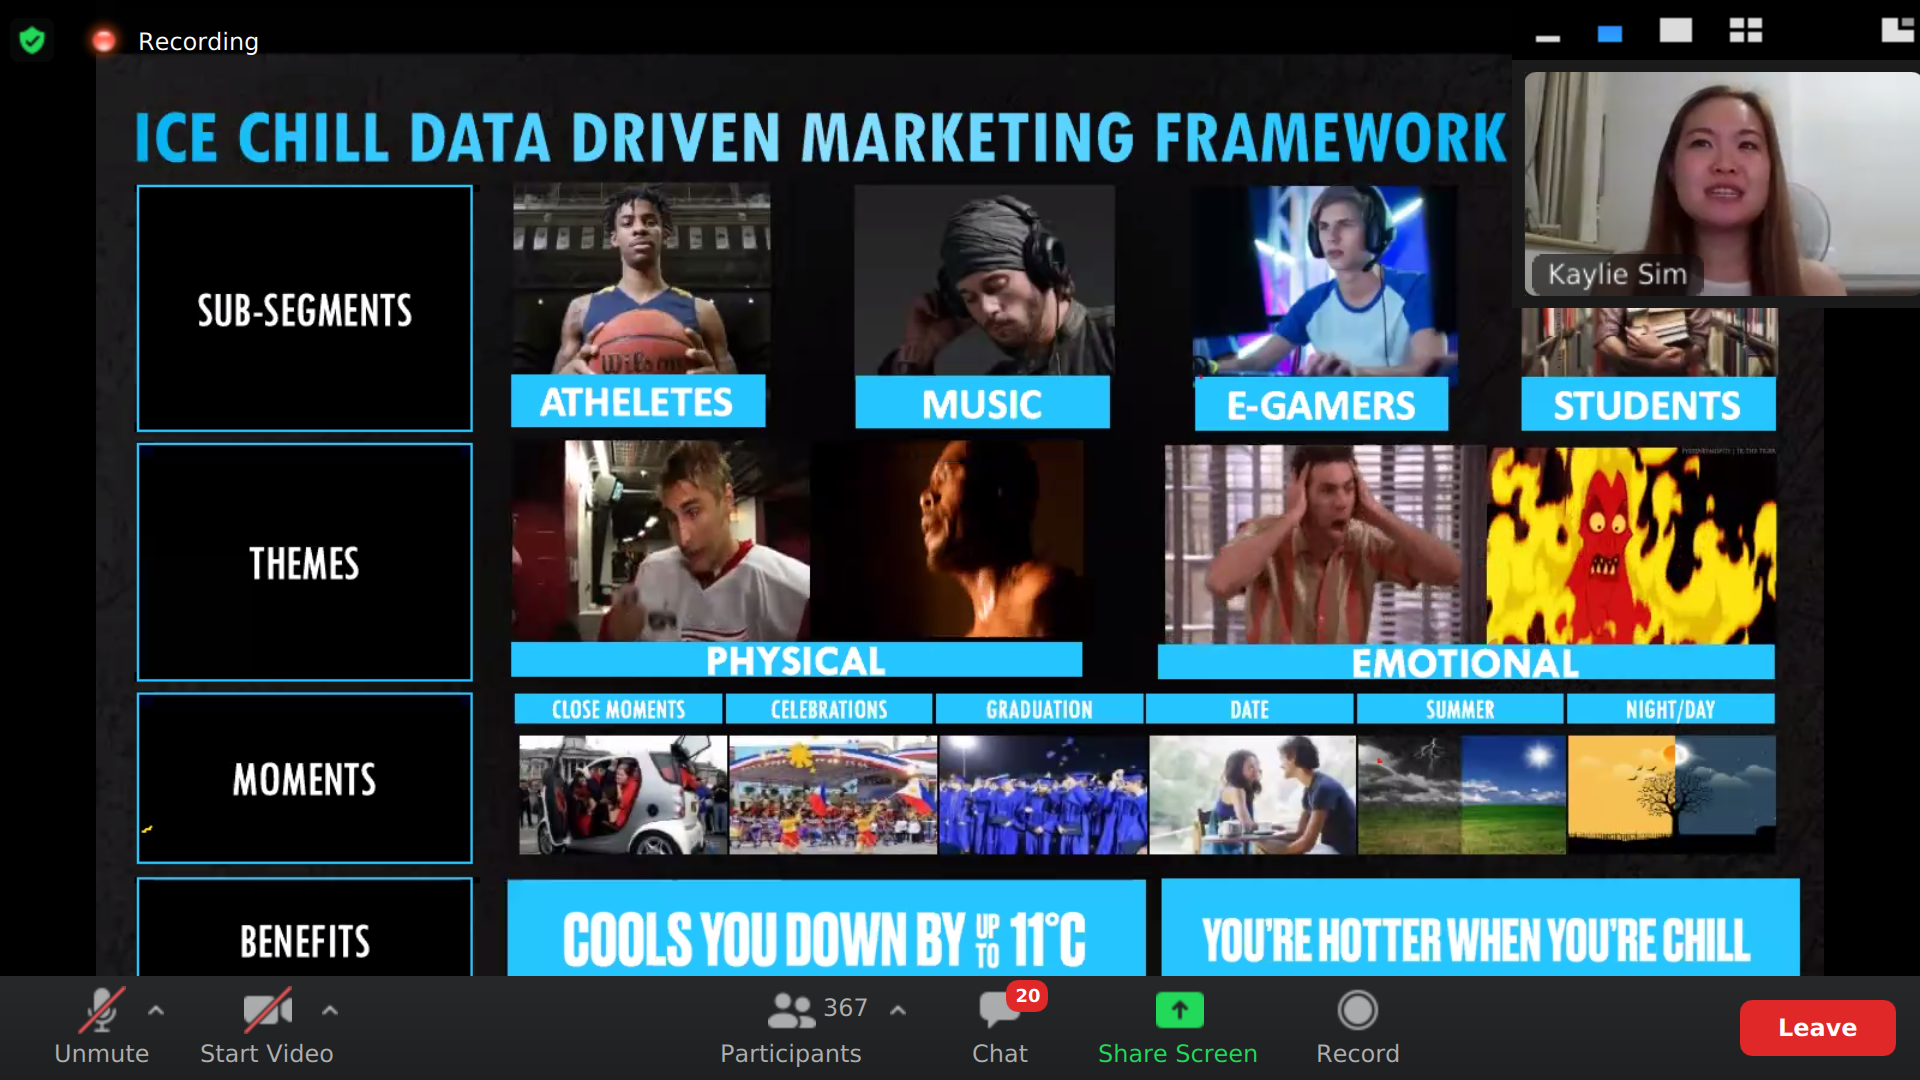 Recording
ICE CHILL DATA DRIVEN MARKETING FRAMEWORK
Kaylie Sim
SUB-SEGMENTS
Wilson
ATHELETES
MUSIC
E-GAMERS
STUDENTS
THEMES
PHYSICAL
EMOTIONAL
MOMENTS
CLOSE MOMENTS
CELEBRATIONS
GRADUATION
DATE
SUMMER
NIGHT/DAY
BENEFITS
COOLS YOU DOWN BY UP TO 11°C
YOU'RE HOTTER WHEN YOU'RE CHILL
Unmute
Start Video
367
Participants
20
Chat
Share Screen
Record
Leave